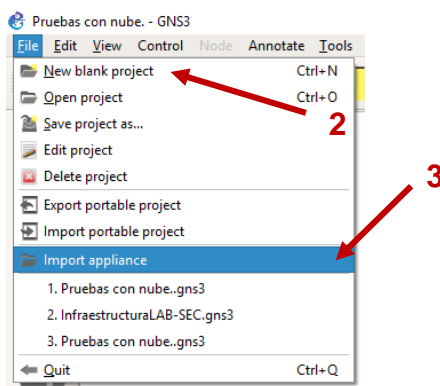 Pruebas con nube. - GNS3
File Edit View Control Node Annotate Tools
New blank project Ctrl+N
2
Open project Ctrl+O
Save project as...
Edit project
Delete project
3
Export portable project
Import portable project
Import appliance
1. Pruebas con nube..gns3
2. InfraestructuraLAB-SEC.gns3
3. Pruebas con nube..gns3
Quit Ctrl+Q